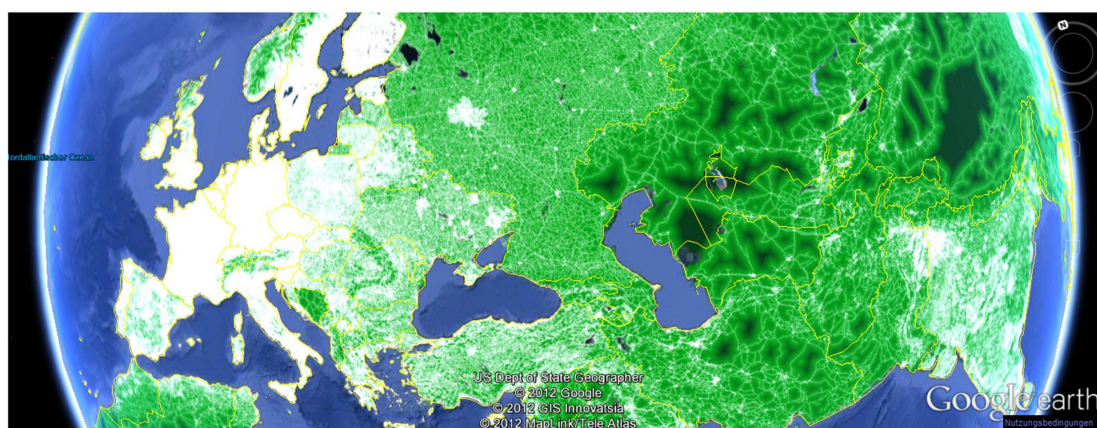 N
Nordatlantischer Ozean
US Dept of State Geographer
© 2012 Google
© 2012 GIS Innovatsia
© 2012 MapLink/Tele Atlas
Google earth
Nutzungsbedingungen